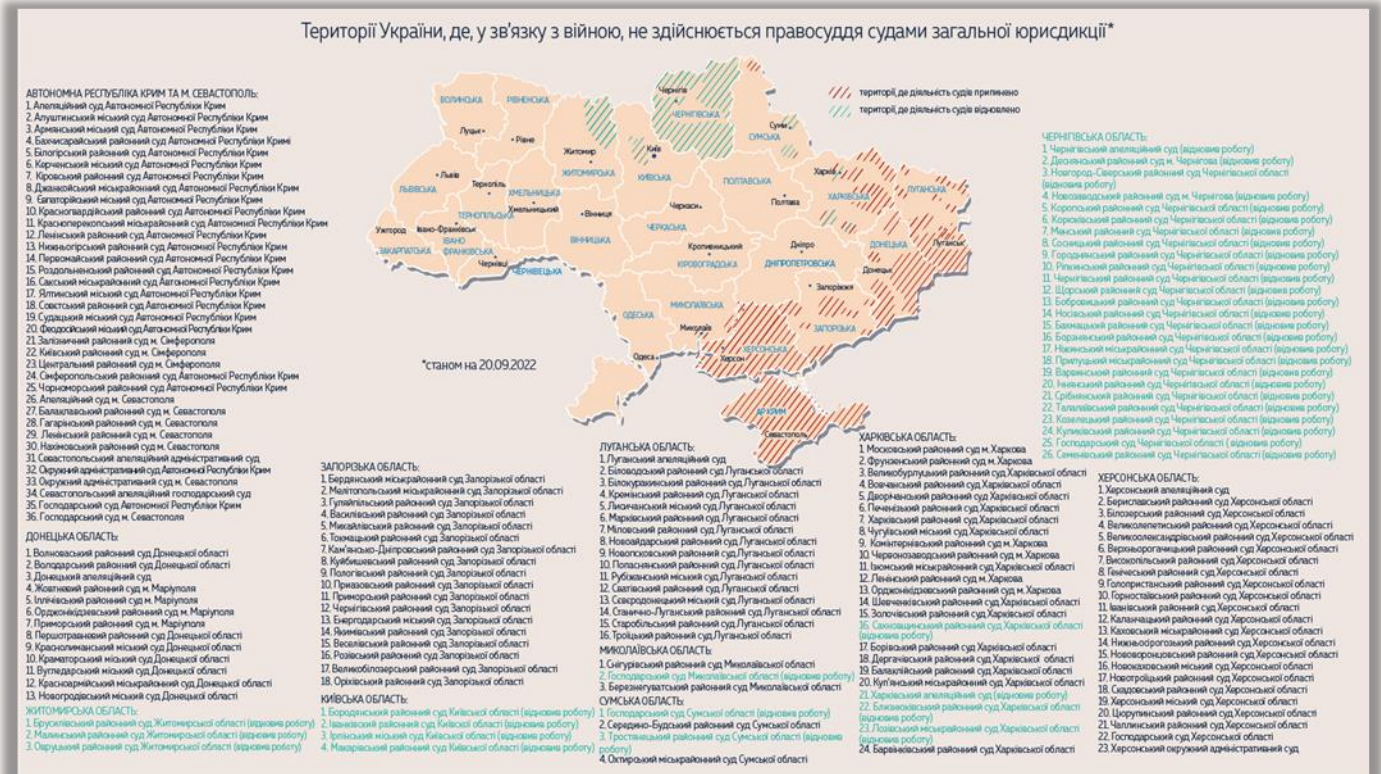 Території України, де, у зв'язку з війною, не здійснюється правосуддя судами загальної юрисдикції*
території, де діяльність судів припинено
території, де діяльність судів відновлено
ВОЛИНСЬКА
РІВНЕНСЬКА
Луцьк
Рівне
Житомир
ЖИТОМИРСЬКА
Київ
КИЇВСЬКА
Чернігів
ЧЕРНІГІВСЬКА
Суми
СУМСЬКА
Львів
ЛЬВІВСЬКА
Тернопіль
ТЕРНОПІЛЬСЬКА
ХМЕЛЬНИЦЬКА
Хмельницький
Вінниця
ВІННИЦЬКА
Ужгород
ЗАКАРПАТСЬКА
Івано-Франківськ
ІВАНО
ФРАНКІВСЬКА
Чернівці
ЧЕРНІВЕЦЬКА
Черкаси
ЧЕРКАСЬКА
ПОЛТАВСЬКА
Полтава
Харків
ХАРКІВСЬКА
ЛУГАНСЬКА
Луганськ
ДОНЕЦЬКА
Донецьк
Дніпро
ДНІПРОПЕТРОВСЬКА
Кропивницький
КІРОВОГРАДСЬКА
Запоріжжя
ЗАПОРІЗЬКА
МИКОЛАЇВСЬКА
Миколаїв
ОДЕСЬКА
Одеса
ХЕРСОНСЬКА
Херсон
АР КРИМ
Севастополь
*станом на 20.09.2022
АВТОНОМНА РЕСПУБЛІКА КРИМ ТА М. СЕВАСТОПОЛЬ:
1. Апеляційний суд Автономної Республіки Крим
2. Алуштинський міський суд Автономної Республіки Крим
3. Армянський міський суд Автономної Республіки Крим
4. Бахчисарайський районний суд Автономної Республіки Кримі
5. Білогірський районний суд Автономної Республіки Крим
6. Керченський міський суд Автономної Республіки Крим
7. Кіровський районний суд Автономної Республіки Крим
8. Джанкойський міськрайонний суд Автономної Республіки Крим
9. Євпаторійський міський суд Автономної Республіки Крим
10. Красногвардійський районний суд Автономної Республіки Крим
11. Красноперекопський міськрайонний суд Автономної Республіки Крим
12. Ленінський районний суд Автономної Республіки Крим
13. Нижньогірський районний суд Автономної Республіки Крим
14. Первомайський районний суд Автономної Республіки Крим
15. Роздольненський районний суд Автономної Республіки Крим
16. Сакський міськрайонний суд Автономної Республіки Крим
17. Ялтинський міський суд Автономної Республіки Крим
18. Совєтський районний суд Автономної Республіки Крим
19. Судацький міський суд Автономної Республіки Крим
20. Феодосійський міський суд Автономної Республіки Крим
21. Залізничний районний суд м. Сімферополя
22. Київський районний суд м. Сімферополя
23. Центральний районний суд м. Сімферополя
24. Сімферопольський районний суд Автономної Республіки Крим
25. Чорноморський районний суд Автономної Республіки Крим
26. Апеляційний суд м. Севастополя
27. Балаклавський районний суд м. Севастополя
28. Гагарінський районний суд м. Севастополя
29. Ленінський районний суд м. Севастополя
30. Нахімовський районний суд м. Севастополя
31. Севастопольський апеляційний адміністративний суд
32. Окружний адміністративний суд Автономної Республіки Крим
33. Окружний адміністративний суд м. Севастополя
34. Севастопольський апеляційний господарський суд
35. Господарський суд Автономної Республіки Крим
36. Господарський суд м. Севастополя
ДОНЕЦЬКА ОБЛАСТЬ:
1. Волноваський районний суд Донецької області
2. Володарський районний суд Донецької області
3. Донецький апеляційний суд
4. Жовтневий районний суд м. Маріуполя
5. Іллічівський районний суд м. Маріуполя
6. Орджонікідзевський районний суд м. Маріуполя
7. Приморський районний суд м. Маріуполя
8. Першотравневий районний суд Донецької області
9. Краснолиманський міський суд Донецької області
10. Краматорський міський суд Донецької області
11. Вугледарський міський суд Донецької області
12. Красноармійський міськрайонний суд Донецької області
13. Новогродівський міський суд Донецької області
ЖИТОМИРСЬКА ОБЛАСТЬ:
1. Брусилівський районний суд Житомирської області (відновив роботу)
2. Малинський районний суд Житомирської області (відновив роботу)
3. Овруцький районний суд Житомирської області (відновив роботу)
ЗАПОРІЗЬКА ОБЛАСТЬ:
1. Бердянський міськрайонний суд Запорізької області
2. Мелітопольський міськрайонний суд Запорізької області
3. Гуляйпільський районний суд Запорізької області
4. Василівський районний суд Запорізької області
5. Михайлівський районний суд Запорізької області
6. Токмацький районний суд Запорізької області
7. Кам'янсько-Дніпровський районний суд Запорізької області
8. Куйбишевський районний суд Запорізької області
9. Пологівський районний суд Запорізької області
10. Приазовський районний суд Запорізької області
11. Приморський районний суд Запорізької області
12. Чернігівський районний суд Запорізької області
13. Енергодарський міський суд Запорізької області
14. Якимівський районний суд Запорізької області
15. Веселівський районний суд Запорізької області
16. Розівський районний суд Запорізької області
17. Великобілозерський районний суд Запорізької області
18. Оріхівський районний суд Запорізької області
КИЇВСЬКА ОБЛАСТЬ:
1. Бородянський районний суд Київської області (відновив роботу)
2. Іванківський районний суд Київської області (відновив роботу)
3. Ірпінський міський суд Київської області (відновив роботу)
4. Макарівський районний суд Київської області (відновив роботу)
ЛУГАНСЬКА ОБЛАСТЬ:
1. Луганський апеляційний суд
2. Біловодський районний суд Луганської області
3. Білокуракинський районний суд Луганської області
4. Кремінський районний суд Луганської області
5. Лисичанський міський суд Луганської області
6. Марківський районний суд Луганської області
7. Міловський районний суд Луганської області
8. Новоайдарський районний суд Луганської області
9. Новопсковський районний суд Луганської області
10. Попаснянський районний суд Луганської області
11. Рубіжанський міський суд Луганської області
12. Сватівський районний суд Луганської області
13. Сєвєродонецький міський суд Луганської області
14. Станично-Луганський районний суд Луганської області
15. Старобільський районний суд Луганської області
16. Троїцький районний суд Луганської області
МИКОЛАЇВСЬКА ОБЛАСТЬ:
1. Снігурівський районний суд Миколаївської області
2. Господарський суд Миколаївської області (відновив роботу)
3. Березнегуватський районний суд Миколаївської області
СУМСЬКА ОБЛАСТЬ:
1. Господарський суд Сумської області (відновив роботу)
2. Середино-Будський районний суд Сумської області
3. Тростянецький районний суд Сумської області (відновив
роботу)
4. Охтирський міськрайонний суд Сумської області
ХАРКІВСЬКА ОБЛАСТЬ:
1. Московський районний суд м. Харкова
2. Фрунзенський районний суд м. Харкова
3. Великобурлуцький районний суд Харківської області
4. Вовчанський районний суд Харківської області
5. Дворічанський районний суд Харківської області
6. Печенізький районний суд Харківської області
7. Харківський районний суд Харківської області
8. Чугуївський міський суд Харківської області
9. Комінтернівський районний суд м. Харкова
10. Червонозаводський районний суд м. Харкова
11. Ізюмський міськрайонний суд Харківської області
12. Ленінський районний суд м. Харкова
13. Орджонікідзевський районний суд м. Харкова
14. Шевченківський районний суд Харківської області
15. Золочівський районний суд Харківської області
16. Сахновщинський районний суд Харківської області
(відновив роботу)
17. Борівський районний суд Харківської області
18. Дергачівський районний суд Харківської області
19. Балаклійський районний суд Харківської області
20. Куп'янський міськрайонний суд Харківської області
21. Харківський апеляційний суд (відновив роботу)
22. Близнюківський районний суд Харківської області
(відновив роботу)
23. Лозівський міськрайонний суд Харківської області
(відновив роботу)
24. Барвінківський районний суд Харківської області
ЧЕРНІГІВСЬКА ОБЛАСТЬ:
1. Чернігівський апеляційний суд (відновив роботу)
2. Деснянський районний суд м. Чернігова (відновив роботу)
3. Новгород-Сіверський районний суд Чернігівської області
(відновив роботу)
4. Новозаводський районний суд м. Чернігова (відновив роботу)
5. Коропський районний суд Чернігівської області (відновив роботу)
6. Корюківський районний суд Чернігівської області (відновив роботу)
7. Менський районний суд Чернігівської області (відновив роботу)
8. Сосницький районний суд Чернігівської області (відновив роботу)
9. Городнянський районний суд Чернігівської області (відновив роботу)
10. Ріпкинський районний суд Чернігівської області (відновив роботу)
11. Чернігівський районний суд Чернігівської області (відновив роботу)
12. Щорський районний суд Чернігівської області (відновив роботу)
13. Бобровицький районний суд Чернігівської області (відновив роботу)
14. Носівський районний суд Чернігівської області (відновив роботу)
15. Бахмацький районний суд Чернігівської області (відновив роботу)
16. Борзнянський районний суд Чернігівської області (відновив роботу)
17. Ніжинський міськрайонний суд Чернігівської області (відновив роботу)
18. Прилуцький міськрайонний суд Чернігівської області (відновив роботу)
19. Варвинський районний суд Чернігівської області (відновив роботу)
20. Ічнянський районний суд Чернігівської області (відновив роботу)
21. Срібнянський районний суд Чернігівської області (відновив роботу)
22. Талалаївський районний суд Чернігівської області (відновив роботу)
23. Козелецький районний суд Чернігівської області (відновив роботу)
24. Куликівський районний суд Чернігівської області (відновив роботу)
25. Господарський суд Чернігівської області ( відновив роботу)
26. Семенівський районний суд Чернігівської області (відновив роботу)
ХЕРСОНСЬКА ОБЛАСТЬ:
1. Херсонський апеляційний суд
2. Бериславський районний суд Херсонської області
3. Білозерський районний суд Херсонської області
4. Великолепетиський районний суд Херсонської області
5. Великоолександрівський районний суд Херсонської області
6. Верхньорогачицький районний суд Херсонської області
7. Високопільський районний суд Херсонської області
8. Генічеський районний суд Херсонської області
9. Голопристанський районний суд Херсонської області
10. Горностаївський районний суд Херсонської області
11. Іванівський районний суд Херсонської області
12. Каланчацький районний суд Херсонської області
13. Каховський міськрайонний суд Херсонської області
14. Нижньосірогозький районний суд Херсонської області
15. Нововоронцовський районний суд Херсонської області
16. Новокаховський міський суд Херсонської області
17. Новотроїцький районний суд Херсонської області
18. Скадовський районний суд Херсонської області
19. Херсонський міський суд Херсонської області
20. Цюрупинський районний суд Херсонської області
21. Чаплинський районний суд Херсонської області
22. Господарський суд Херсонської області
23. Херсонський окружний адміністративний суд